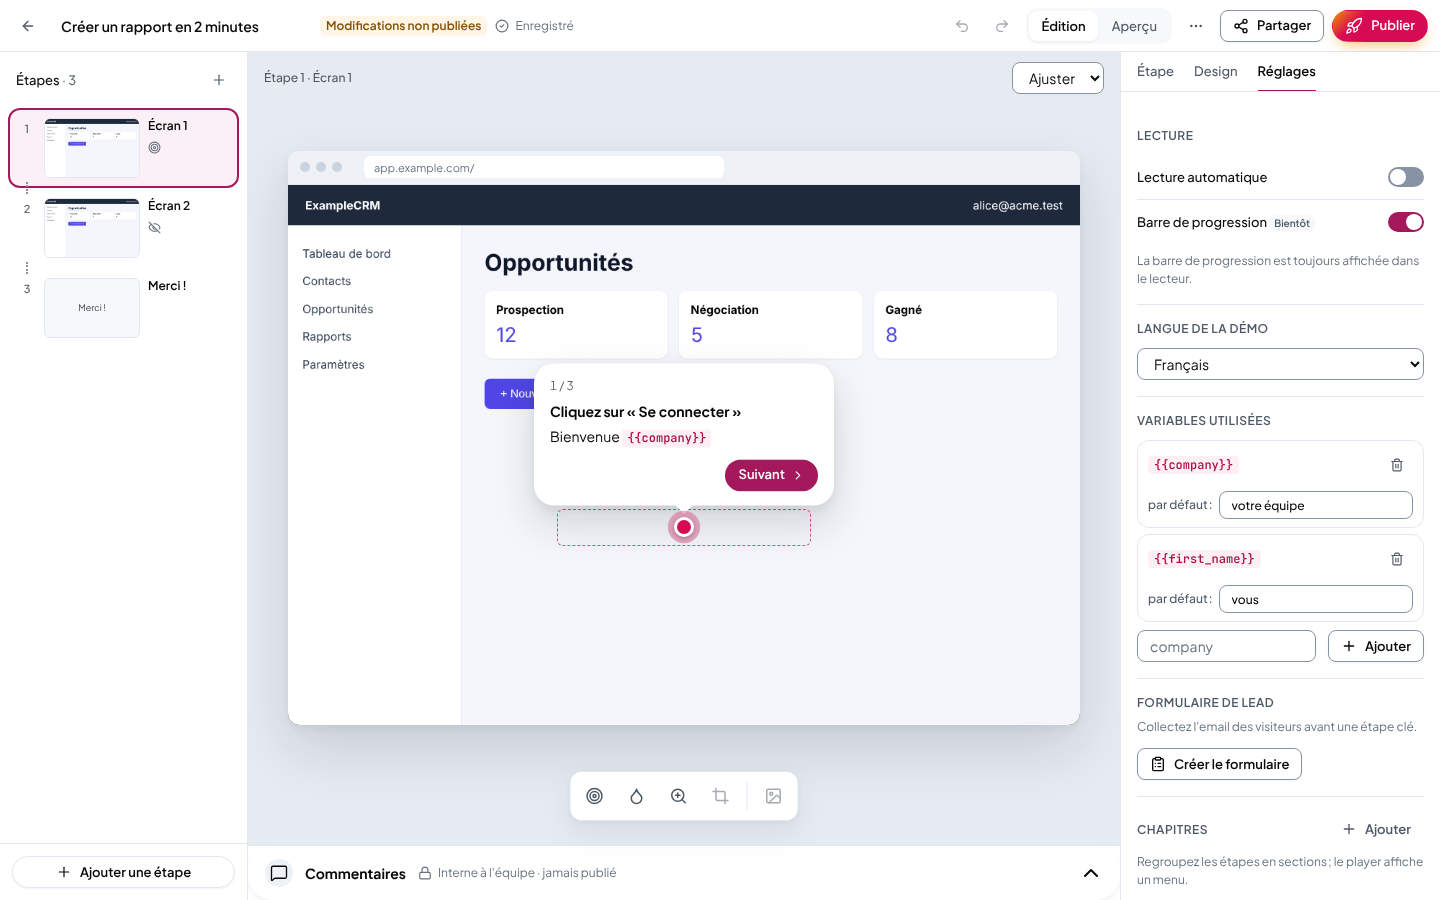 Créer un rapport en 2 minutes
Modifications non publiées
Enregistré
Édition
Aperçu
Partager
Publier
Étapes · 3
1
Écran 1
2
Écran 2
3
Merci !
Merci !
Ajouter une étape
Étape 1 · Écran 1
Ajuster
app.example.com/
ExampleCRM
alice@acme.test
Tableau de bord
Contacts
Opportunités
Rapports
Paramètres
Opportunités
Prospection
12
Négociation
5
Gagné
8
+ Nouv
1 / 3
Cliquez sur « Se connecter »
Bienvenue {{company}}
Suivant
Commentaires
Interne à l'équipe · jamais publié
Étape
Design
Réglages
LECTURE
Lecture automatique
Barre de progression Bientôt
La barre de progression est toujours affichée dans
le lecteur.
LANGUE DE LA DÉMO
Français
VARIABLES UTILISÉES
{{company}}
par défaut : votre équipe
{{first_name}}
par défaut : vous
company
Ajouter
FORMULAIRE DE LEAD
Collectez l'email des visiteurs avant une étape clé.
Créer le formulaire
CHAPITRES
Ajouter
Regroupez les étapes en sections ; le player affiche
un menu.